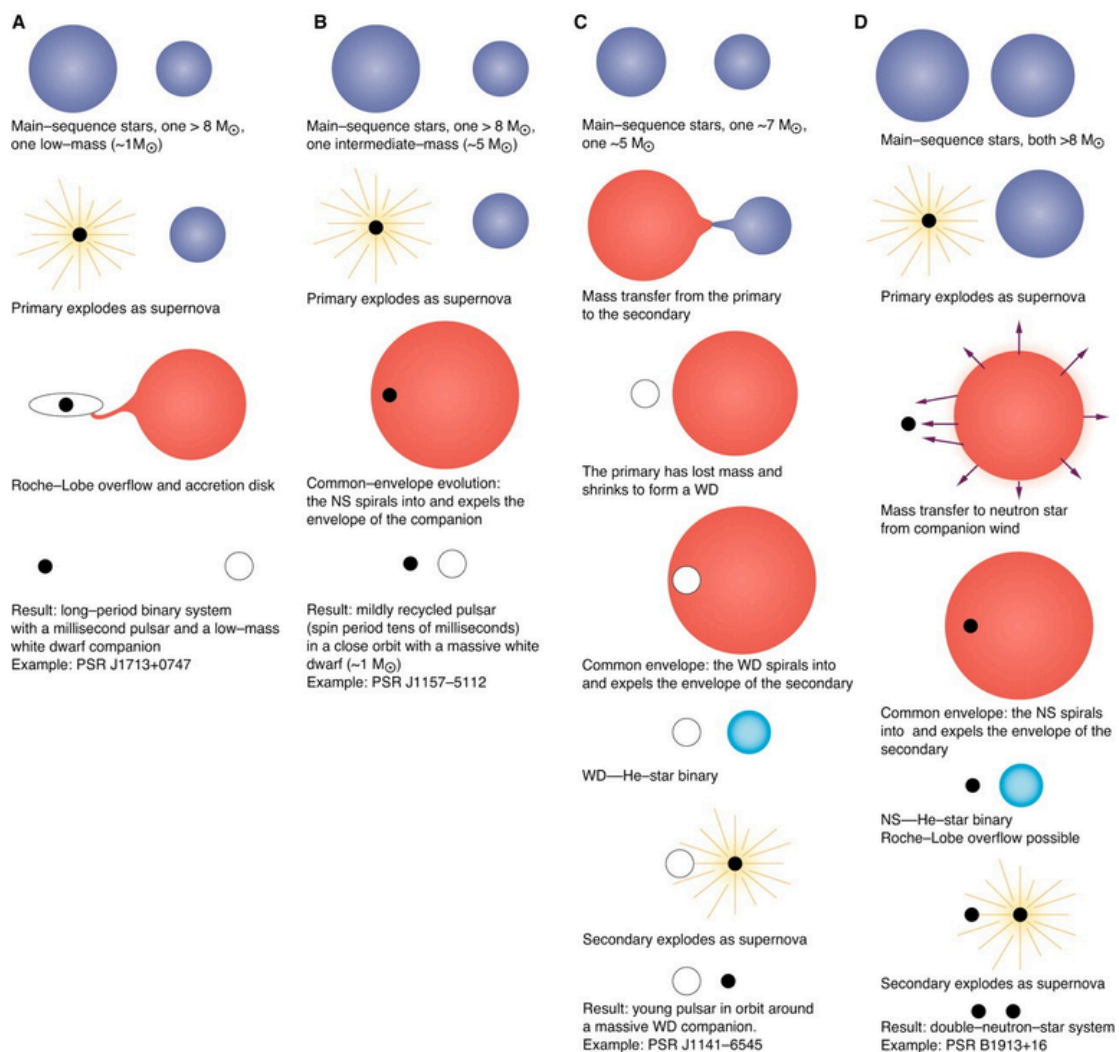 A
Main–sequence stars, one > 8 M⊙,
one low–mass (~1M⊙)
Primary explodes as supernova
Roche–Lobe overflow and accretion disk
Result: long–period binary system
with a millisecond pulsar and a low–mass
white dwarf companion
Example: PSR J1713+0747
B
Main–sequence stars, one > 8 M⊙,
one intermediate–mass (~5 M⊙)
Primary explodes as supernova
Common–envelope evolution:
the NS spirals into and expels the
envelope of the companion
Result: mildly recycled pulsar
(spin period tens of milliseconds)
in a close orbit with a massive white
dwarf (~1 M⊙)
Example: PSR J1157–5112
C
Main–sequence stars, one ~7 M⊙,
one ~5 M⊙
Mass transfer from the primary
to the secondary
The primary has lost mass and
shrinks to form a WD
Common envelope: the WD spirals into
and expels the envelope of the secondary
WD—He–star binary
Secondary explodes as supernova
Result: young pulsar in orbit around
a massive WD companion.
Example: PSR J1141–6545
D
Main–sequence stars, both >8 M⊙
Primary explodes as supernova
Mass transfer to neutron star
from companion wind
Common envelope: the NS spirals
into and expels the envelope of the
secondary
NS—He–star binary
Roche–Lobe overflow possible
Secondary explodes as supernova
Result: double–neutron–star system
Example: PSR B1913+16